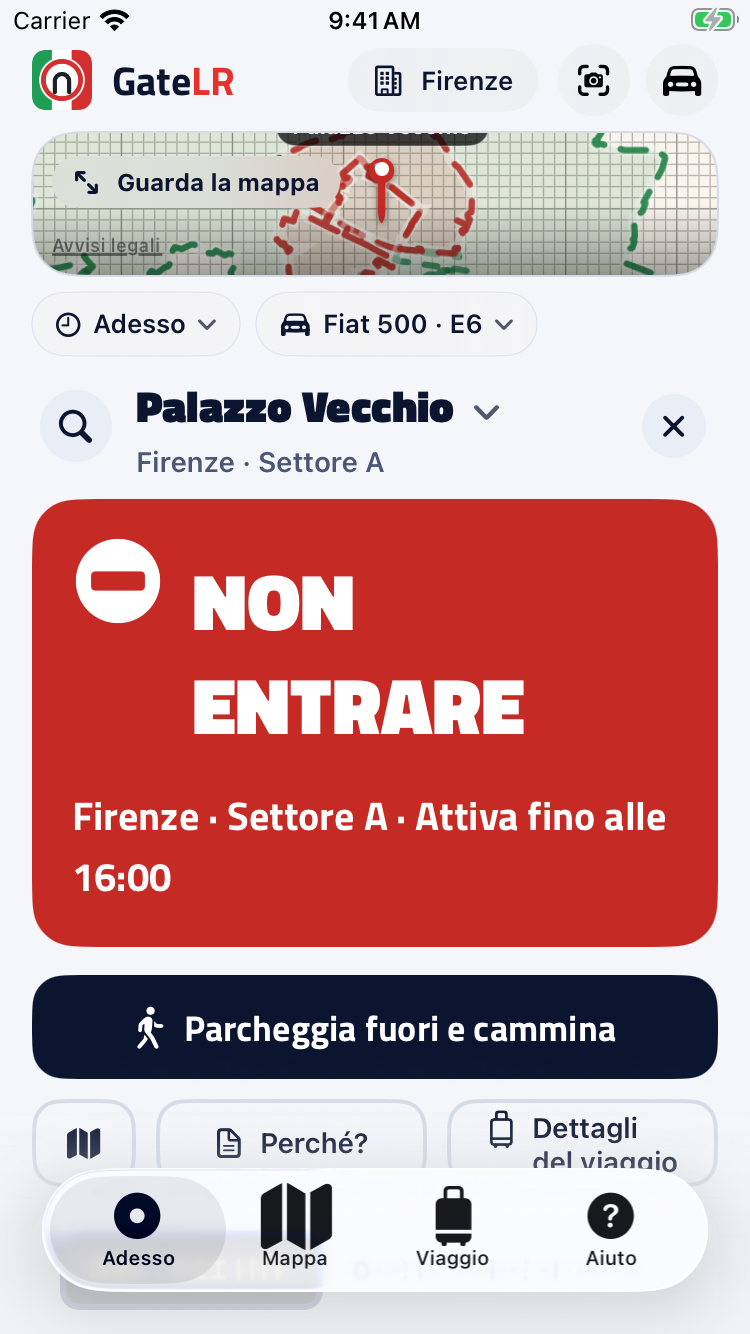 Carrier
9:41 AM
GateLR
Firenze
Guarda la mappa
Avvisi legali
Adesso
Fiat 500 · E6
Palazzo Vecchio
Firenze · Settore A
NON
ENTRARE
Firenze · Settore A · Attiva fino alle
16:00
Parcheggia fuori e cammina
Perché?
Dettagli
del viaggio
Adesso
Mappa
Viaggio
Aiuto